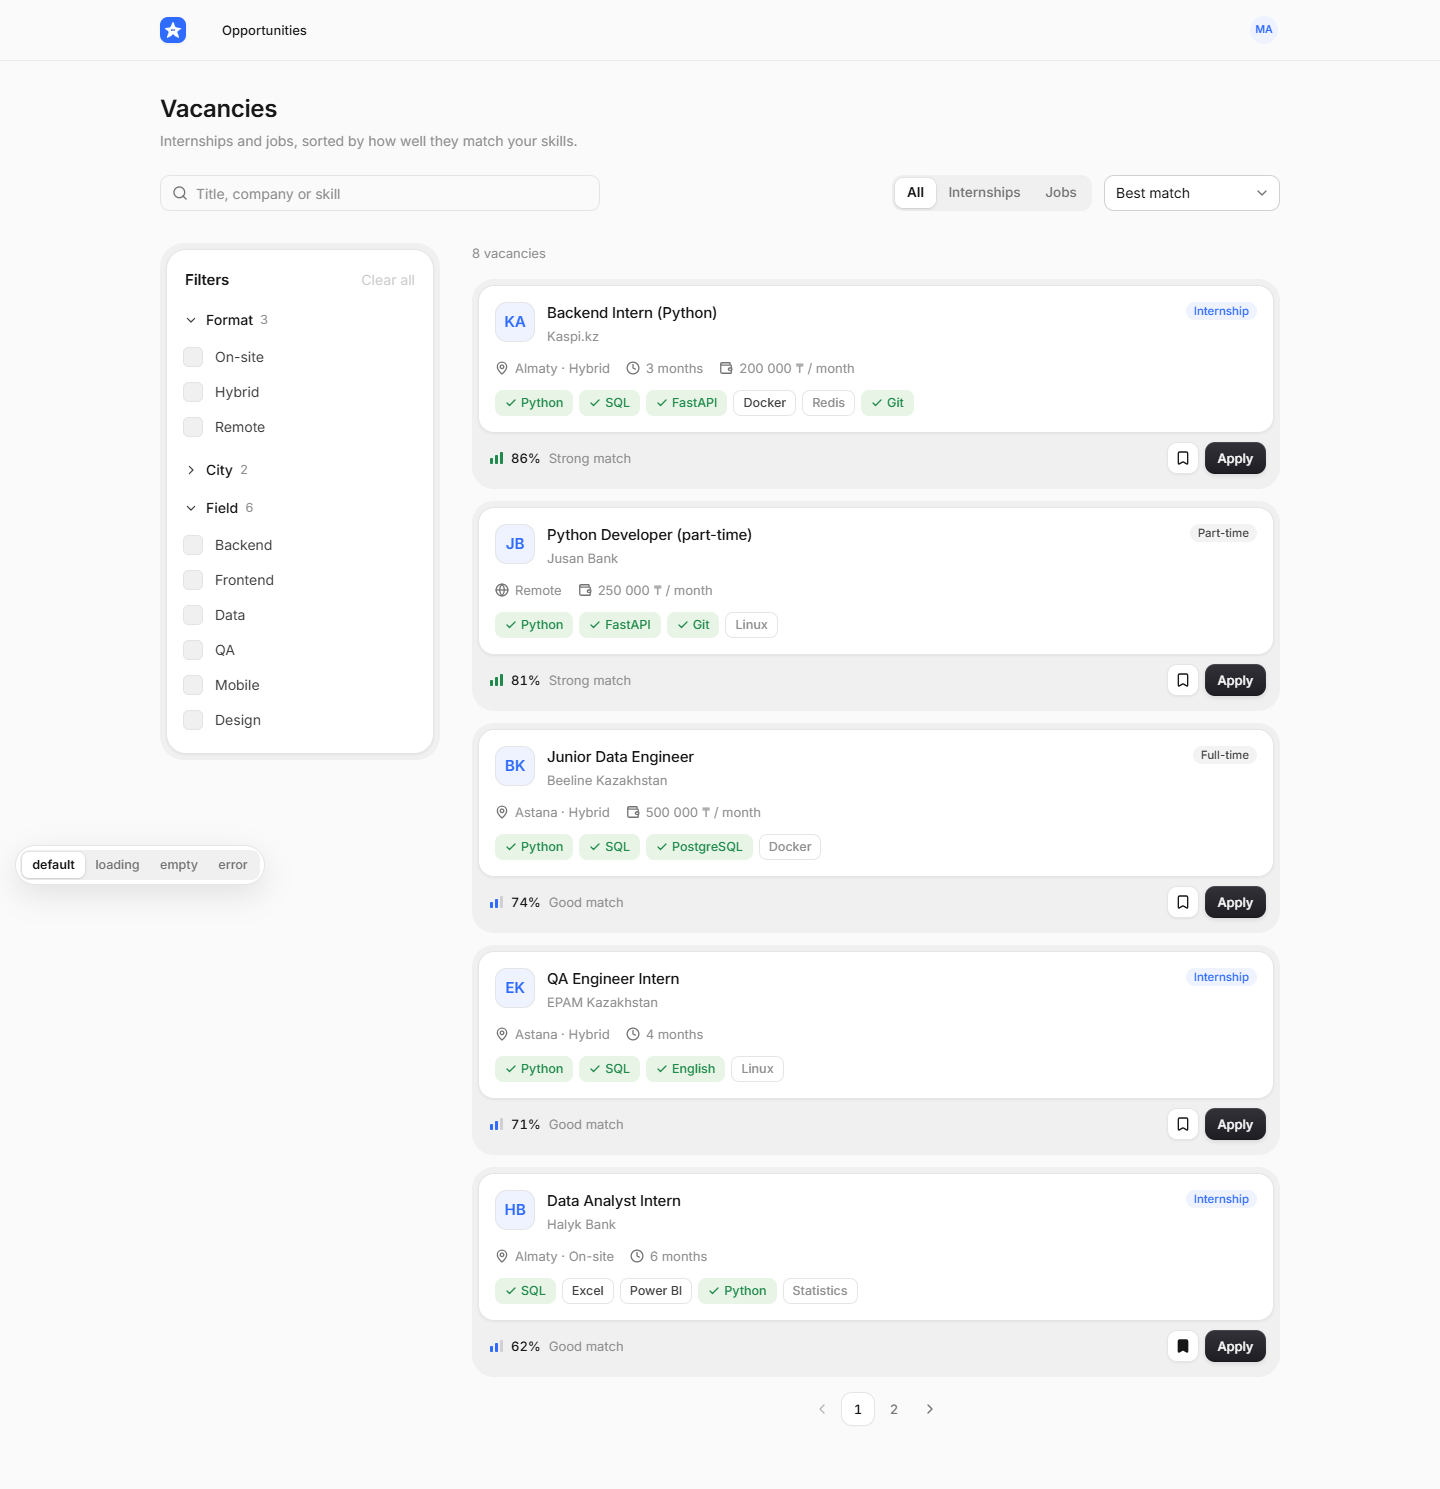 Opportunities
MA
Vacancies
Internships and jobs, sorted by how well they match your skills.
Title, company or skill
All Internships Jobs
Best match
Filters
Clear all
Format 3
On-site
Hybrid
Remote
City 2
Field 6
Backend
Frontend
Data
QA
Mobile
Design
default loading empty error
8 vacancies
KA
Backend Intern (Python)
Internship
Kaspi.kz
Almaty · Hybrid 3 months 200 000 ₸ / month
Python SQL FastAPI Docker Redis Git
86% Strong match
Apply
JB
Python Developer (part-time)
Part-time
Jusan Bank
Remote 250 000 ₸ / month
Python FastAPI Git Linux
81% Strong match
Apply
BK
Junior Data Engineer
Full-time
Beeline Kazakhstan
Astana · Hybrid 500 000 ₸ / month
Python SQL PostgreSQL Docker
74% Good match
Apply
EK
QA Engineer Intern
Internship
EPAM Kazakhstan
Astana · Hybrid 4 months
Python SQL English Linux
71% Good match
Apply
HB
Data Analyst Intern
Internship
Halyk Bank
Almaty · On-site 6 months
SQL Excel Power BI Python Statistics
62% Good match
Apply
1 2